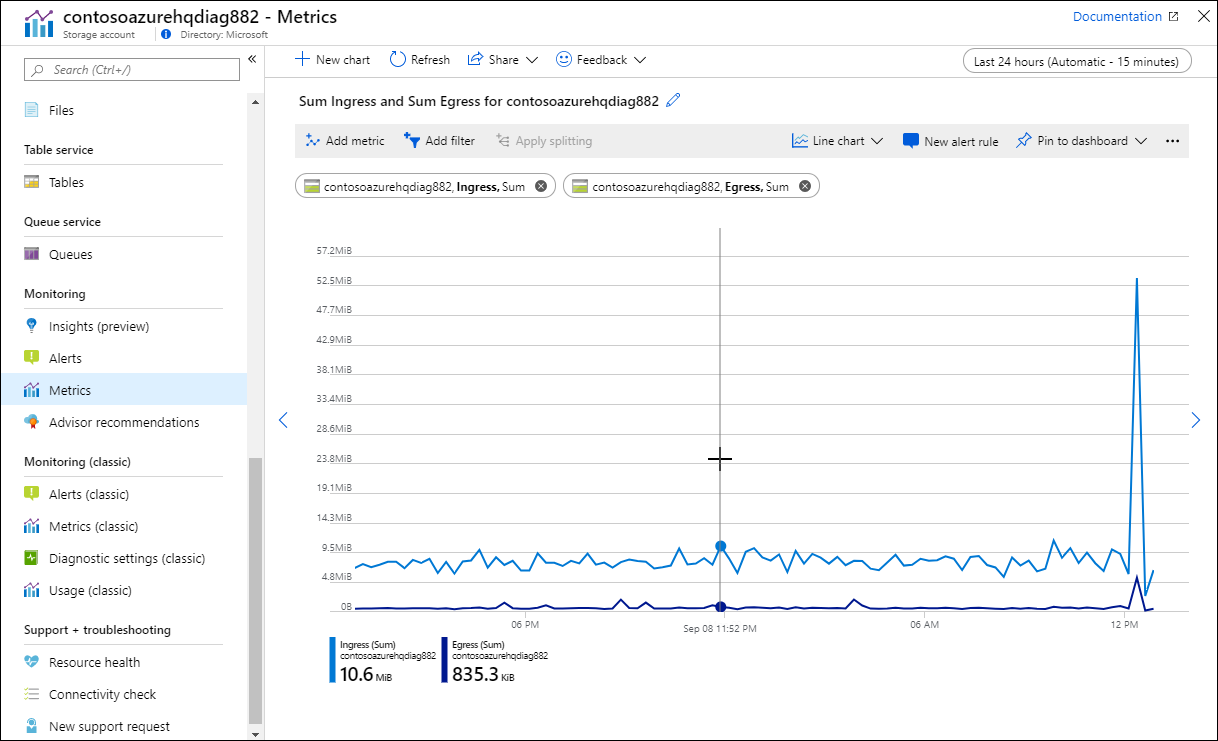 contosoazurehqdiag882 - Metrics
Storage account
Directory: Microsoft
Documentation
Search (Ctrl+/)
Files
Table service
Tables
Queue service
Queues
Monitoring
Insights (preview)
Alerts
Metrics
Advisor recommendations
Monitoring (classic)
Alerts (classic)
Metrics (classic)
Diagnostic settings (classic)
Usage (classic)
Support + troubleshooting
Resource health
Connectivity check
New support request
New chart
Refresh
Share
Feedback
Last 24 hours (Automatic - 15 minutes)
Sum Ingress and Sum Egress for contosoazurehqdiag882
Add metric
Add filter
Apply splitting
Line chart
New alert rule
Pin to dashboard
contosoazurehqdiag882, Ingress, Sum
contosoazurehqdiag882, Egress, Sum
57.2MiB
52.5MiB
47.7MiB
42.9MiB
38.1MiB
33.4MiB
28.6MiB
23.8MiB
19.1MiB
14.3MiB
9.5MiB
4.8MiB
0B
06 PM
Sep 08 11:52 PM
06 AM
12 PM
Ingress (Sum)
contosoazurehqdiag882
10.6 MiB
Egress (Sum)
contosoazurehqdiag882
835.3 KiB